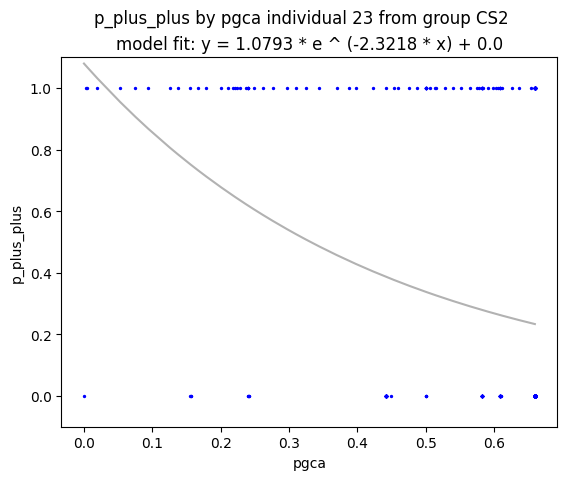 p_plus_plus by pgca individual 23 from group CS2
model fit: y = 1.0793 * e ^ (-2.3218 * x) + 0.0
p_plus_plus
1.0
0.8
0.6
0.4
0.2
0.0
0.0 0.1 0.2 0.3 0.4 0.5 0.6
pgca